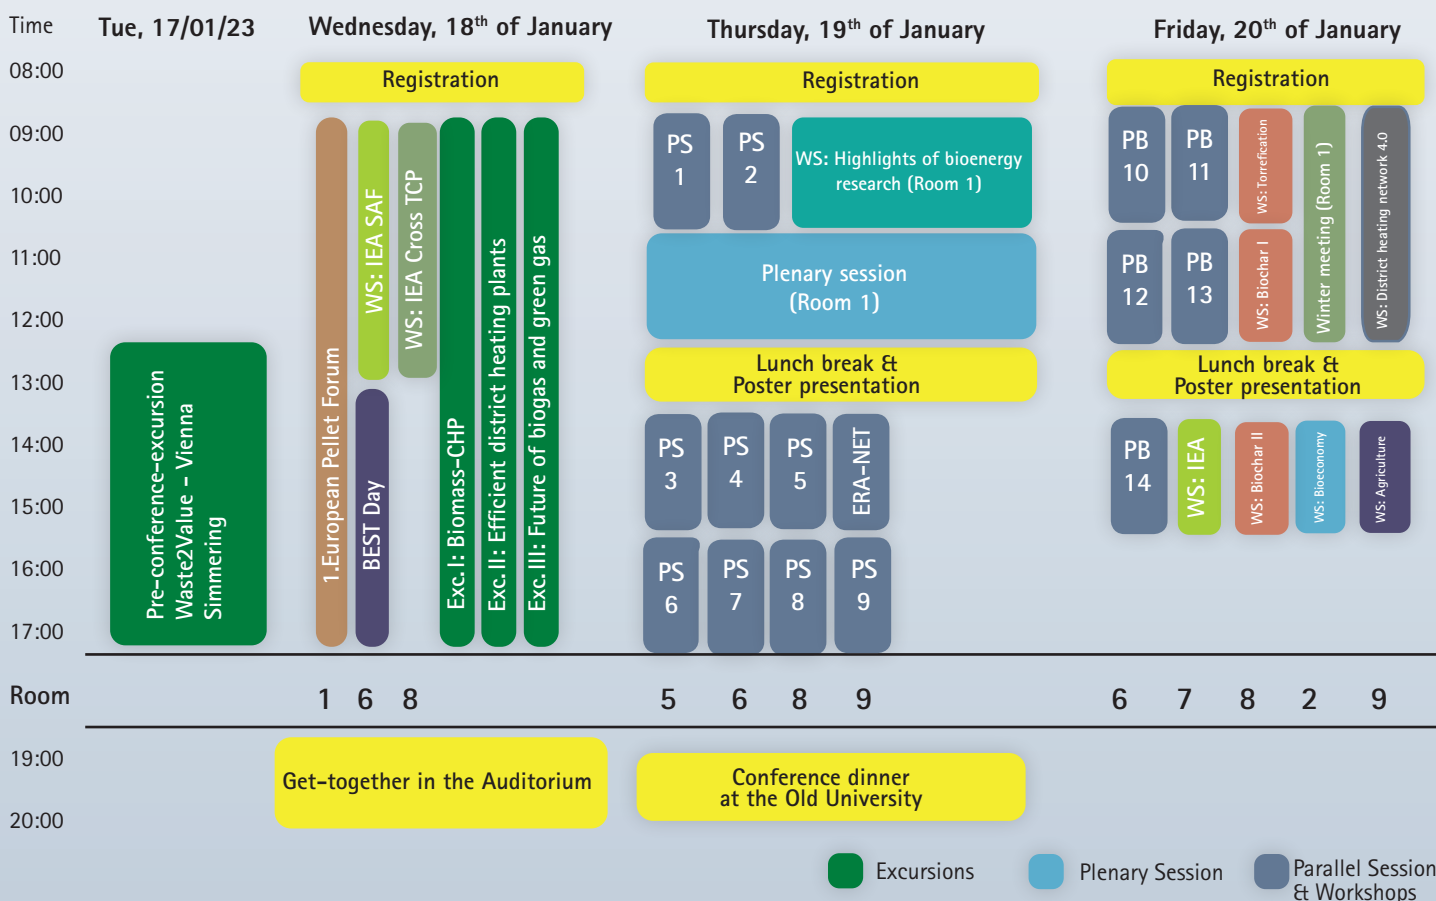 Time
Tue, 17/01/23
Wednesday, 18th of January
Thursday, 19th of January
Friday, 20th of January
08:00
09:00
10:00
11:00
12:00
13:00
14:00
15:00
16:00
17:00
Pre-conference-excursion
Waste2Value - Vienna
Simmering
Registration
1.European Pellet Forum
WS: IEA SAF
BEST Day
WS: IEA Cross TCP
Exc. I: Biomass-CHP
Exc. II: Efficient district heating plants
Exc. III: Future of biogas and green gas
Registration
PS
1
PS
2
WS: Highlights of bioenergy
research (Room 1)
Plenary session
(Room 1)
Lunch break &
Poster presentation
PS
3
PS
4
PS
5
ERA-NET
PS
6
PS
7
PS
8
PS
9
Registration
PB
10
PB
11
WS: Torrefication
Winter meeting (Room 1)
WS: District heating network 4.0
PB
12
PB
13
WS: Biochar I
Lunch break &
Poster presentation
PB
14
WS: IEA
WS: Biochar II
WS: Bioeconomy
WS: Agriculture
Room
1 6 8
5 6 8 9
6 7 8 2 9
19:00
20:00
Get-together in the Auditorium
Conference dinner
at the Old University
Excursions
Plenary Session
Parallel Session
& Workshops